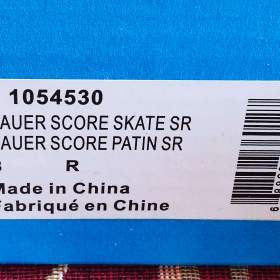 1054530
AUER SCORE SKATE SR
AUER SCORE PATIN SR
R
Made in China
Fabriqué en Chine